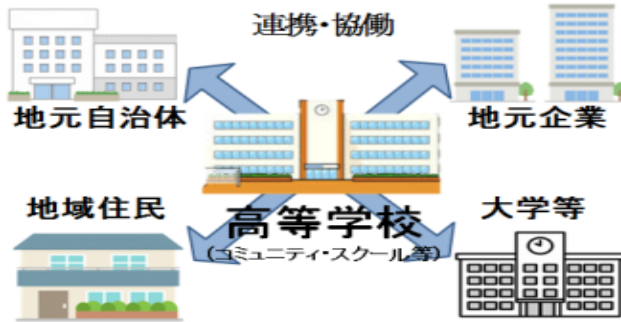 連携・協働
地元自治体
地元企業
地域住民
高等学校
(コミュニティ・スクール等)
大学等